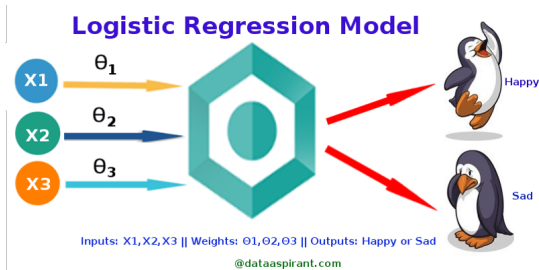 Logistic Regression Model
X1
θ1
X2
θ2
X3
θ3
Happy
Sad
Inputs: X1,X2,X3 || Weights: Θ1,Θ2,Θ3 || Outputs: Happy or Sad
@dataaspirant.com